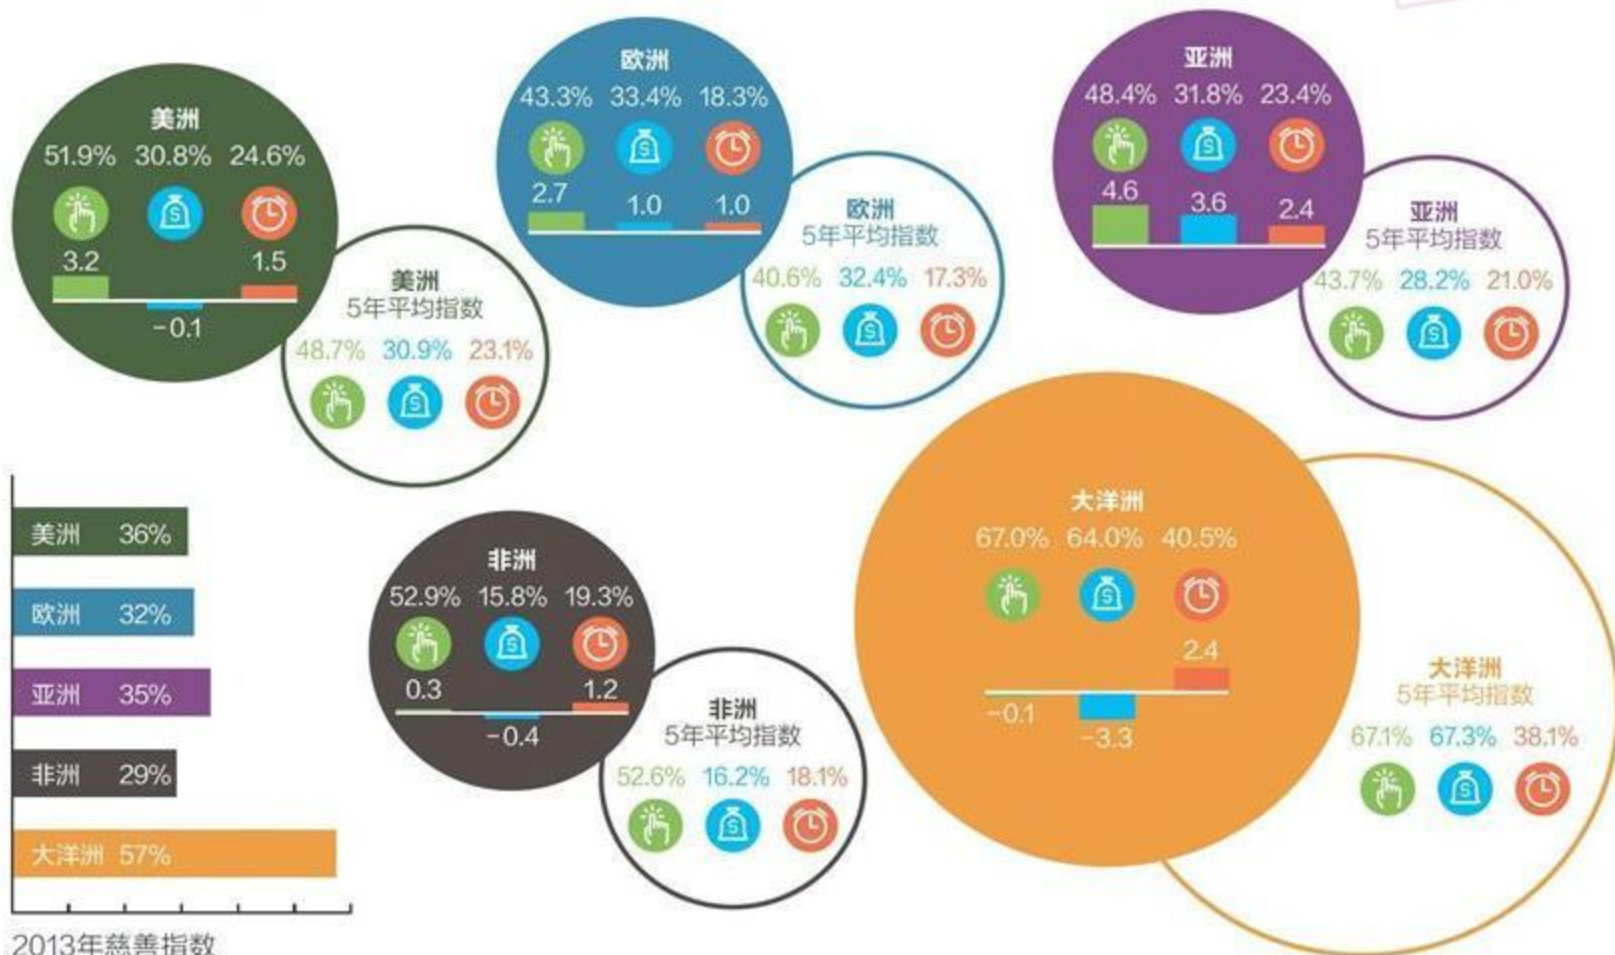 美洲
51.9% 30.8% 24.6%
3.2
1.5
-0.1
美洲
5年平均指数
48.7% 30.9% 23.1%
欧洲
43.3% 33.4% 18.3%
2.7
1.0
1.0
欧洲
5年平均指数
40.6% 32.4% 17.3%
亚洲
48.4% 31.8% 23.4%
4.6
3.6
2.4
亚洲
5年平均指数
43.7% 28.2% 21.0%
美洲 36%
欧洲 32%
亚洲 35%
非洲 29%
大洋洲 57%
2013年慈善指数
非洲
52.9% 15.8% 19.3%
0.3
1.2
-0.4
非洲
5年平均指数
52.6% 16.2% 18.1%
大洋洲
67.0% 64.0% 40.5%
2.4
-0.1
-3.3
大洋洲
5年平均指数
67.1% 67.3% 38.1%